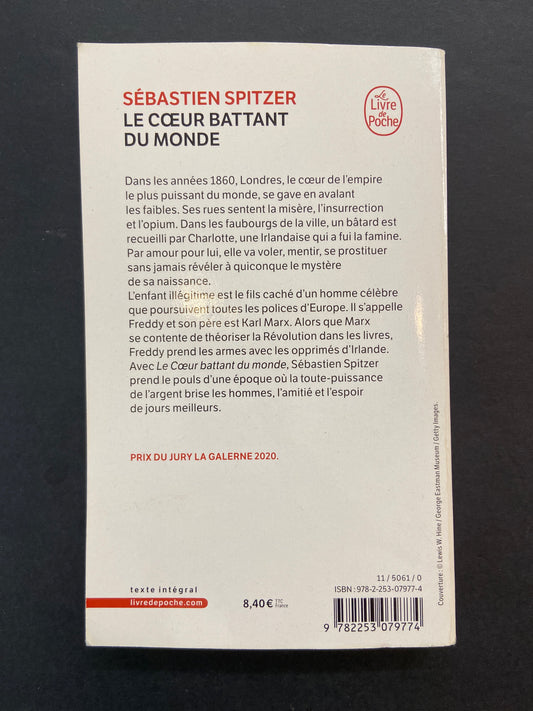 SÉBASTIEN SPITZER
LE CŒUR BATTANT
DU MONDE
Le
Livre
de
Poche
Dans les années 1860, Londres, le cœur de l'empire
le plus puissant du monde, se gave en avalant
les faibles. Ses rues sentent la misère, l'insurrection
et l'opium. Dans les faubourgs de la ville, un bâtard est
recueilli par Charlotte, une Irlandaise qui a fui la famine.
Par amour pour lui, elle va voler, mentir, se prostituer
sans jamais révéler à quiconque le mystère
de sa naissance.
L'enfant illégitime est le fils caché d'un homme célèbre
que poursuivent toutes les polices d'Europe. Il s'appelle
Freddy et son père est Karl Marx. Alors que Marx
se contente de théoriser la Révolution dans les livres,
Freddy prend les armes avec les opprimés d'Irlande.
Avec Le Cœur battant du monde, Sébastien Spitzer
prend le pouls d'une époque où la toute-puissance
de l'argent brise les hommes, l'amitié et l'espoir
de jours meilleurs.
PRIX DU JURY LA GALERNE 2020.
Couverture : © Lewis W. Hine / George Eastman Museum / Getty Images.
texte intégral
livredepoche.com
8,40 € TTC
France
11 / 5061 / 0
ISBN : 978-2-253-07977-4
9 782253 079774